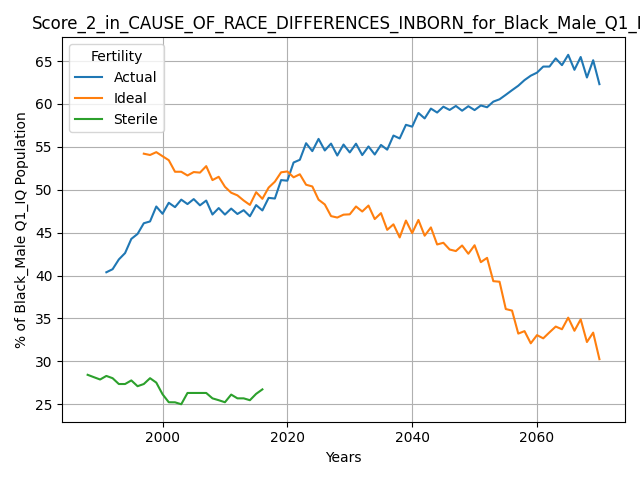 Score_2_in_CAUSE_OF_RACE_DIFFERENCES_INBORN_for_Black_Male_Q1_I
Fertility
Actual
Ideal
Sterile
65
60
55
50
45
40
35
30
25
% of Black_Male Q1_IQ Population
2000
2020
2040
2060
Years